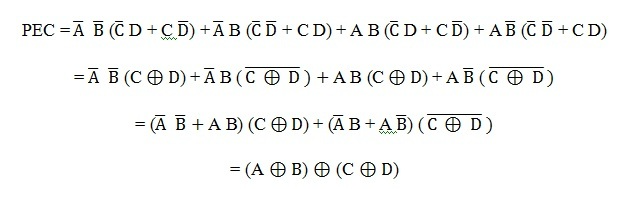 PEC = A̅ B̅ (C̅ D + C D̅) + A̅ B (C̅ D̅ + C D) + A B (C̅ D + C D̅) + A B̅ (C̅ D̅ + C D)
= A̅ B̅ (C ⊕ D) + A̅ B ( C̅ ̅⊕̅ ̅D̅ ) + A B (C ⊕ D) + A B̅ ( C̅ ̅⊕̅ ̅D̅ )
= (A̅ B̅ + A B) (C ⊕ D) + (A̅ B + A B̅) ( C̅ ̅⊕̅ ̅D̅ )
= (A ⊕ B) ⊕ (C ⊕ D)